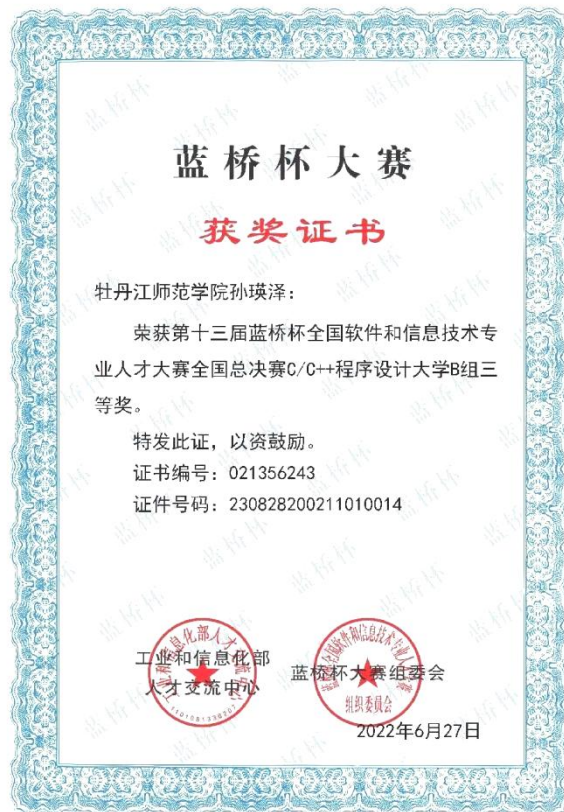 蓝桥杯大赛
获奖证书
牡丹江师范学院孙瑛泽：
荣获第十三届蓝桥杯全国软件和信息技术专
业人才大赛全国总决赛C/C++程序设计大学B组三
等奖。
特发此证，以资鼓励。
证书编号：021356243
证件号码：230828200211010014
工业和信息化部
人才交流中心
蓝桥杯大赛组委会
组织委员会
2022年6月27日